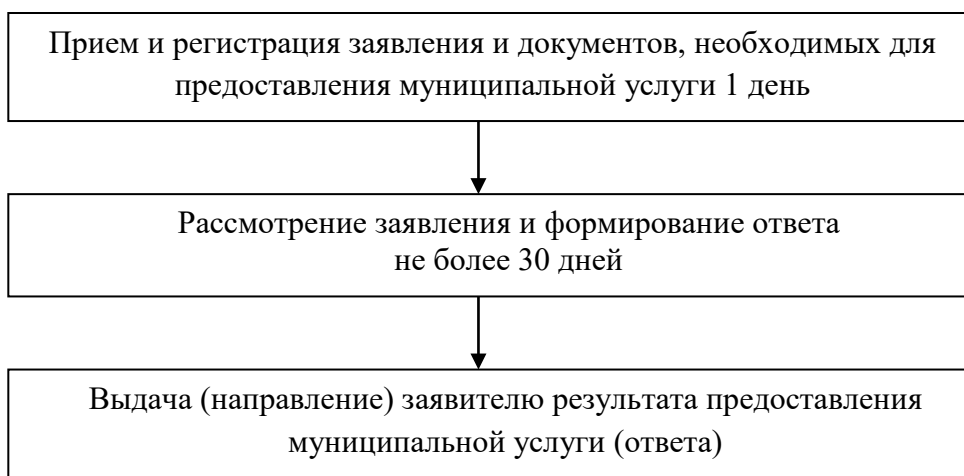 Прием и регистрация заявления и документов, необходимых для
предоставления муниципальной услуги 1 день
Рассмотрение заявления и формирование ответа
не более 30 дней
Выдача (направление) заявителю результата предоставления
муниципальной услуги (ответа)